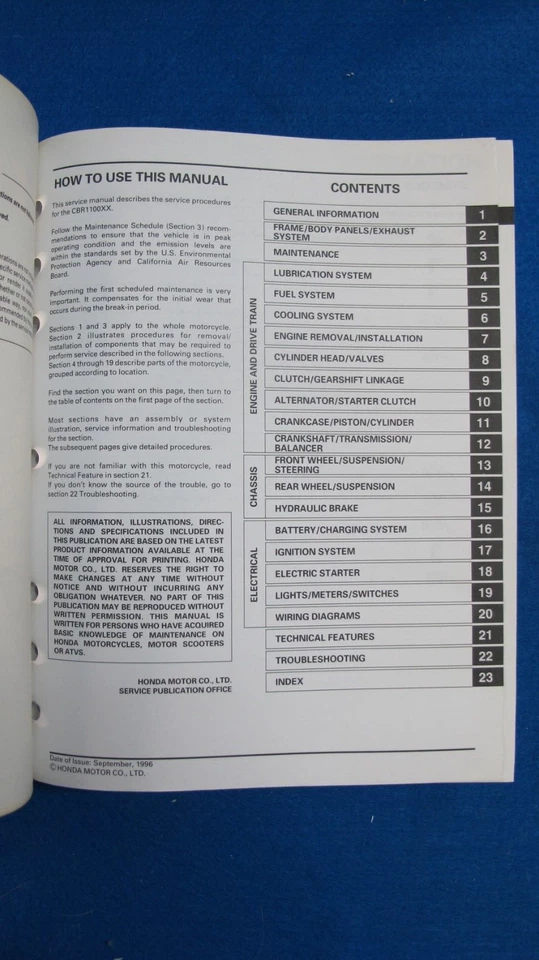 HOW TO USE THIS MANUAL
This service manual describes the service procedures
for the CBR1100XX.
Follow the Maintenance Schedule (Section 3) recom-
mendations to ensure that the vehicle is in peak
operating condition and the emission levels are
within the standards set by the U.S. Environmental
Protection Agency and California Air Resources
Board.
Performing the first scheduled maintenance is very
important. It compensates for the initial wear that
occurs during the break-in period.
Sections 1 and 3 apply to the whole motorcycle.
Section 2 illustrates procedures for removal/
installation of components that may be required to
perform service described in the following sections.
Section 4 through 19 describe parts of the motorcycle,
grouped according to location.
Find the section you want on this page, then turn to
the table of contents on the first page of the section.
Most sections have an assembly or system
illustration, service information and troubleshooting
for the section.
The subsequent pages give detailed procedures.
If you are not familiar with this motorcycle, read
Technical Feature in section 21.
If you don't know the source of the trouble, go to
section 22 Troubleshooting.
ALL INFORMATION, ILLUSTRATIONS, DIREC-
TIONS AND SPECIFICATIONS INCLUDED IN
THIS PUBLICATION ARE BASED ON THE LATEST
PRODUCT INFORMATION AVAILABLE AT THE
TIME OF APPROVAL FOR PRINTING. HONDA
MOTOR CO., LTD. RESERVES THE RIGHT TO
MAKE CHANGES AT ANY TIME WITHOUT
NOTICE AND WITHOUT INCURRING ANY
OBLIGATION WHATEVER. NO PART OF THIS
PUBLICATION MAY BE REPRODUCED WITHOUT
WRITTEN PERMISSION. THIS MANUAL IS
WRITTEN FOR PERSONS WHO HAVE ACQUIRED
BASIC KNOWLEDGE OF MAINTENANCE ON
HONDA MOTORCYCLES, MOTOR SCOOTERS
OR ATVS.
HONDA MOTOR CO., LTD.
SERVICE PUBLICATION OFFICE
CONTENTS
GENERAL INFORMATION 1
FRAME/BODY PANELS/EXHAUST
SYSTEM 2
MAINTENANCE 3
ENGINE AND DRIVE TRAIN
LUBRICATION SYSTEM 4
FUEL SYSTEM 5
COOLING SYSTEM 6
ENGINE REMOVAL/INSTALLATION 7
CYLINDER HEAD/VALVES 8
CLUTCH/GEARSHIFT LINKAGE 9
ALTERNATOR/STARTER CLUTCH 10
CRANKCASE/PISTON/CYLINDER 11
CRANKSHAFT/TRANSMISSION/
BALANCER 12
CHASSIS
FRONT WHEEL/SUSPENSION/
STEERING 13
REAR WHEEL/SUSPENSION 14
HYDRAULIC BRAKE 15
ELECTRICAL
BATTERY/CHARGING SYSTEM 16
IGNITION SYSTEM 17
ELECTRIC STARTER 18
LIGHTS/METERS/SWITCHES 19
WIRING DIAGRAMS 20
TECHNICAL FEATURES 21
TROUBLESHOOTING 22
INDEX 23
Date of Issue: September, 1996
© HONDA MOTOR CO., LTD.